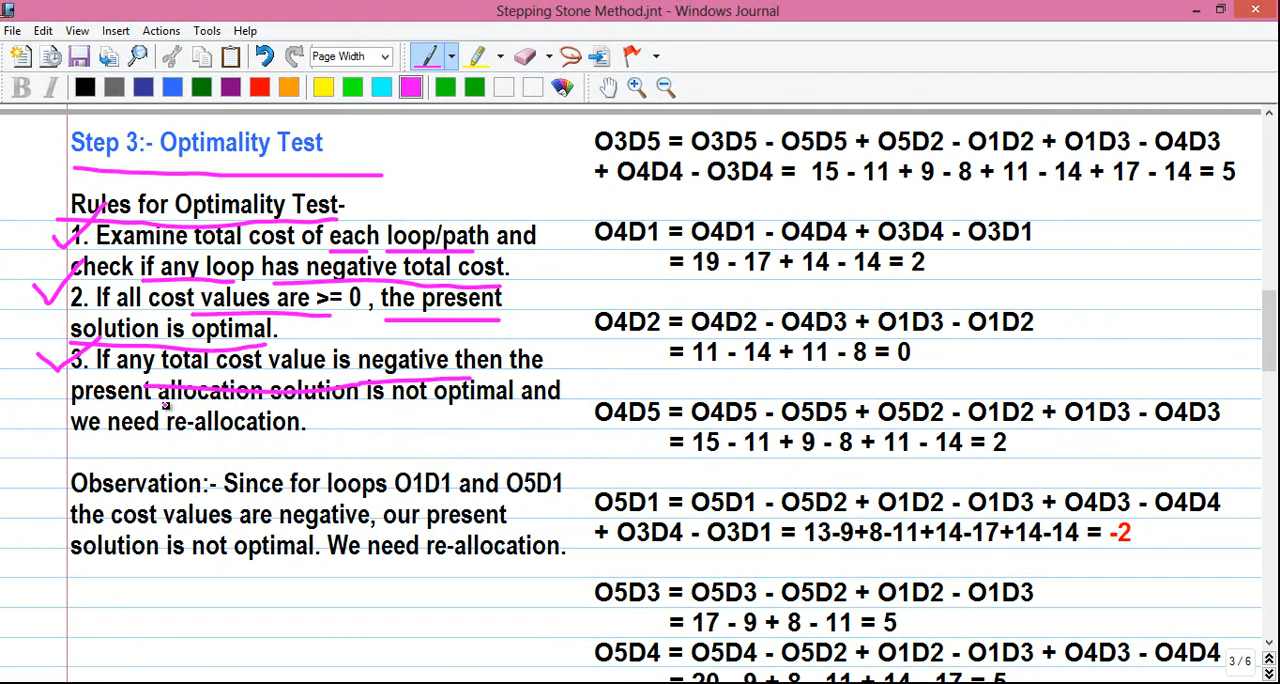 Stepping Stone Method.jnt - Windows Journal
File Edit View Insert Actions Tools Help
Page Width
B I
Step 3:- Optimality Test
Rules for Optimality Test-
1. Examine total cost of each loop/path and
check if any loop has negative total cost.
2. If all cost values are >= 0 , the present
solution is optimal.
3. If any total cost value is negative then the
present allocation solution is not optimal and
we need re-allocation.
Observation:- Since for loops O1D1 and O5D1
the cost values are negative, our present
solution is not optimal. We need re-allocation.
O3D5 = O3D5 - O5D5 + O5D2 - O1D2 + O1D3 - O4D3
+ O4D4 - O3D4 = 15 - 11 + 9 - 8 + 11 - 14 + 17 - 14 = 5
O4D1 = O4D1 - O4D4 + O3D4 - O3D1
= 19 - 17 + 14 - 14 = 2
O4D2 = O4D2 - O4D3 + O1D3 - O1D2
= 11 - 14 + 11 - 8 = 0
O4D5 = O4D5 - O5D5 + O5D2 - O1D2 + O1D3 - O4D3
= 15 - 11 + 9 - 8 + 11 - 14 = 2
O5D1 = O5D1 - O5D2 + O1D2 - O1D3 + O4D3 - O4D4
+ O3D4 - O3D1 = 13-9+8-11+14-17+14-14 = -2
O5D3 = O5D3 - O5D2 + O1D2 - O1D3
= 17 - 9 + 8 - 11 = 5
O5D4 = O5D4 - O5D2 + O1D2 - O1D3 + O4D3 - O4D4
= 20 - 9 + 8 - 11 + 14 - 17 = 5
3 / 6